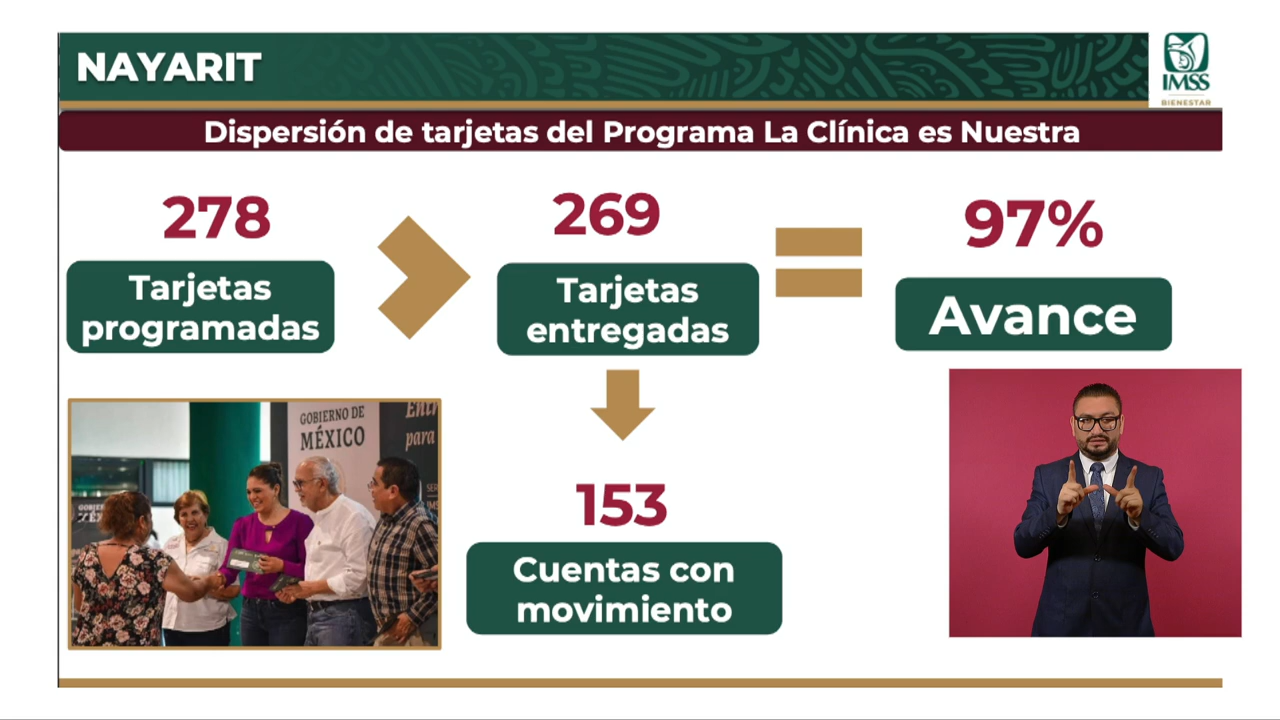 NAYARIT
IMSS
BIENESTAR
Dispersión de tarjetas del Programa La Clínica es Nuestra
278
Tarjetas
programadas
269
Tarjetas
entregadas
97%
Avance
GOBIERNO DE
MÉXICO
para
153
Cuentas con
movimiento